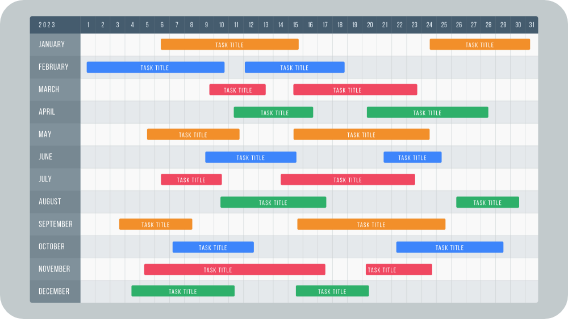 2023 1 2 3 4 5 6 7 8 9 10 11 12 13 14 15 16 17 18 19 20 21 22 23 24 25 26 27 28 29 30 31
JANUARY TASK TITLE TASK TITLE
FEBRUARY TASK TITLE TASK TITLE
MARCH TASK TITLE TASK TITLE
APRIL TASK TITLE TASK TITLE
MAY TASK TITLE TASK TITLE
JUNE TASK TITLE TASK TITLE
JULY TASK TITLE TASK TITLE
AUGUST TASK TITLE TASK TITLE
SEPTEMBER TASK TITLE TASK TITLE
OCTOBER TASK TITLE TASK TITLE
NOVEMBER TASK TITLE TASK TITLE
DECEMBER TASK TITLE TASK TITLE